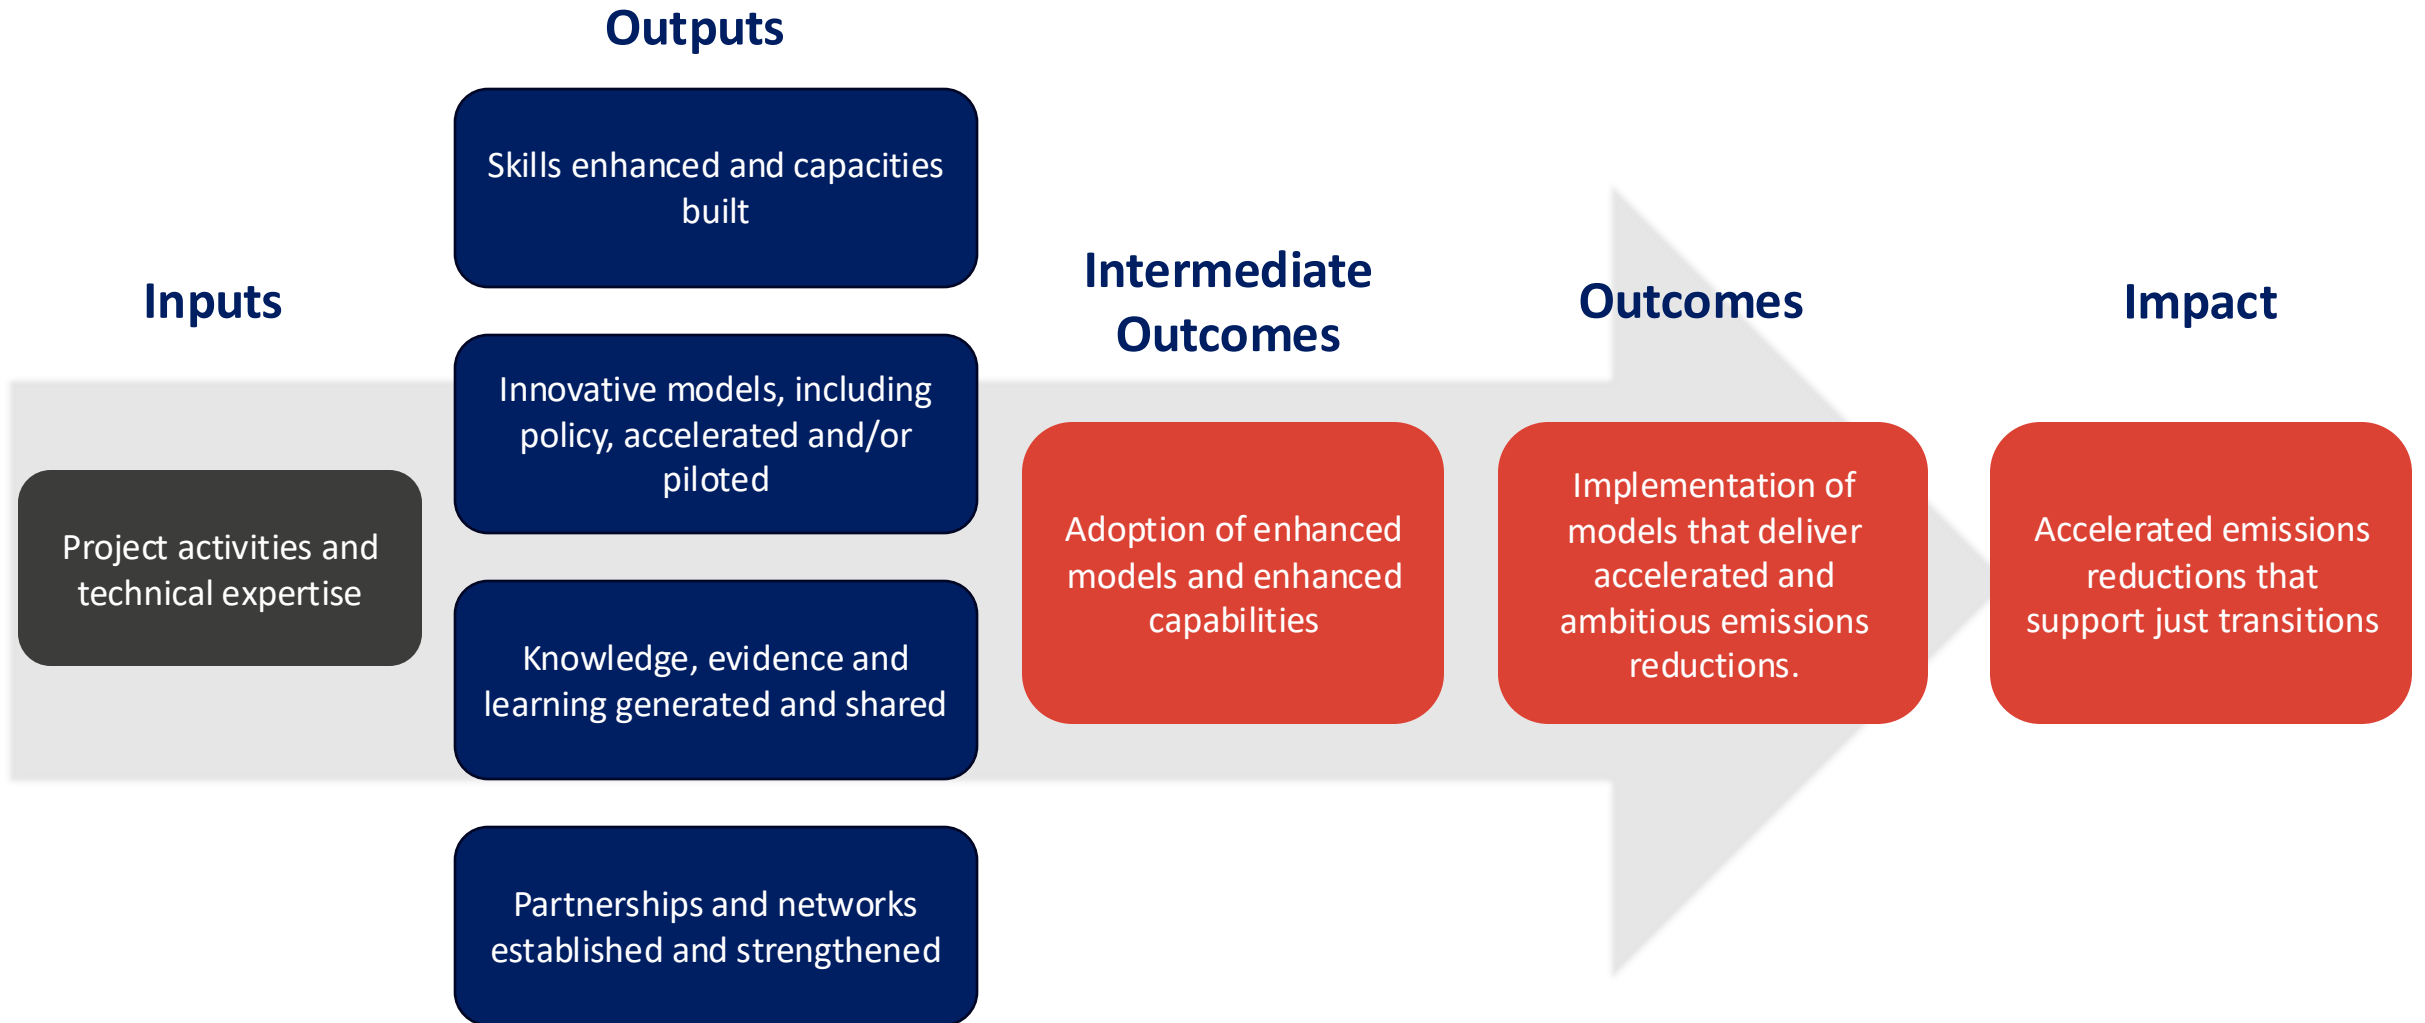 Inputs
Project activities and
technical expertise
Outputs
Skills enhanced and capacities
built
Innovative models, including
policy, accelerated and/or
piloted
Knowledge, evidence and
learning generated and shared
Partnerships and networks
established and strengthened
Intermediate
Outcomes
Adoption of enhanced
models and enhanced
capabilities
Outcomes
Implementation of
models that deliver
accelerated and
ambitious emissions
reductions.
Impact
Accelerated emissions
reductions that
support just transitions